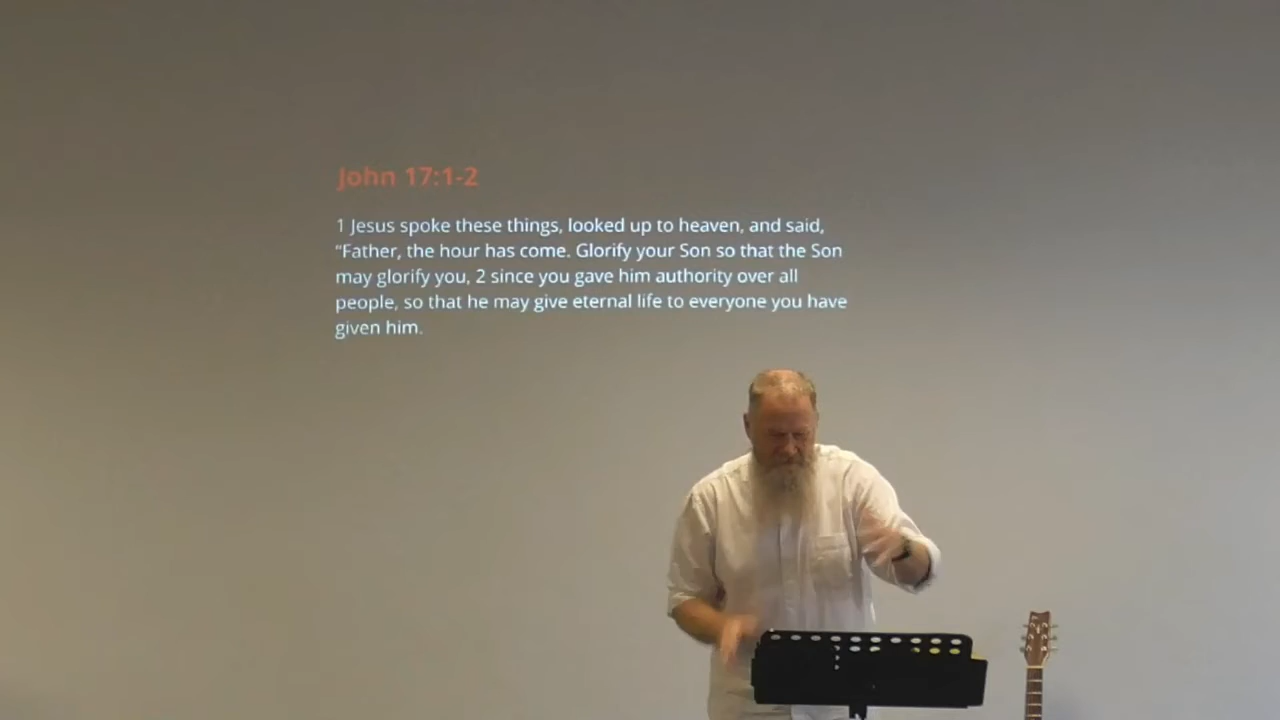 John 17:1-2
1 Jesus spoke these things, looked up to heaven, and said,
"Father, the hour has come. Glorify your Son so that the Son
may glorify you, 2 since you gave him authority over all
people, so that he may give eternal life to everyone you have
given him.